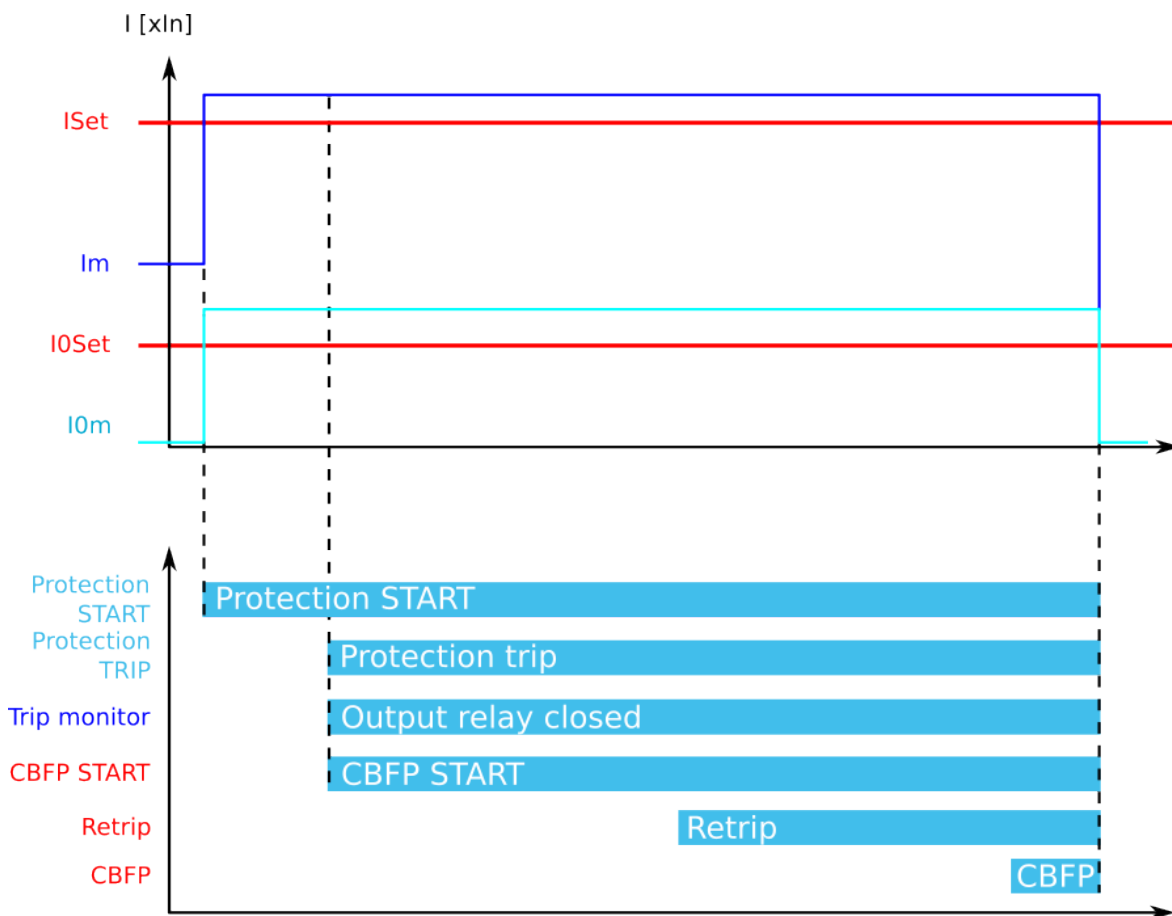 I [xIn]
ISet
Im
I0Set
I0m
Protection
START
Protection START
Protection
TRIP
Protection trip
Trip monitor
Output relay closed
CBFP START
CBFP START
Retrip
Retrip
CBFP
CBFP